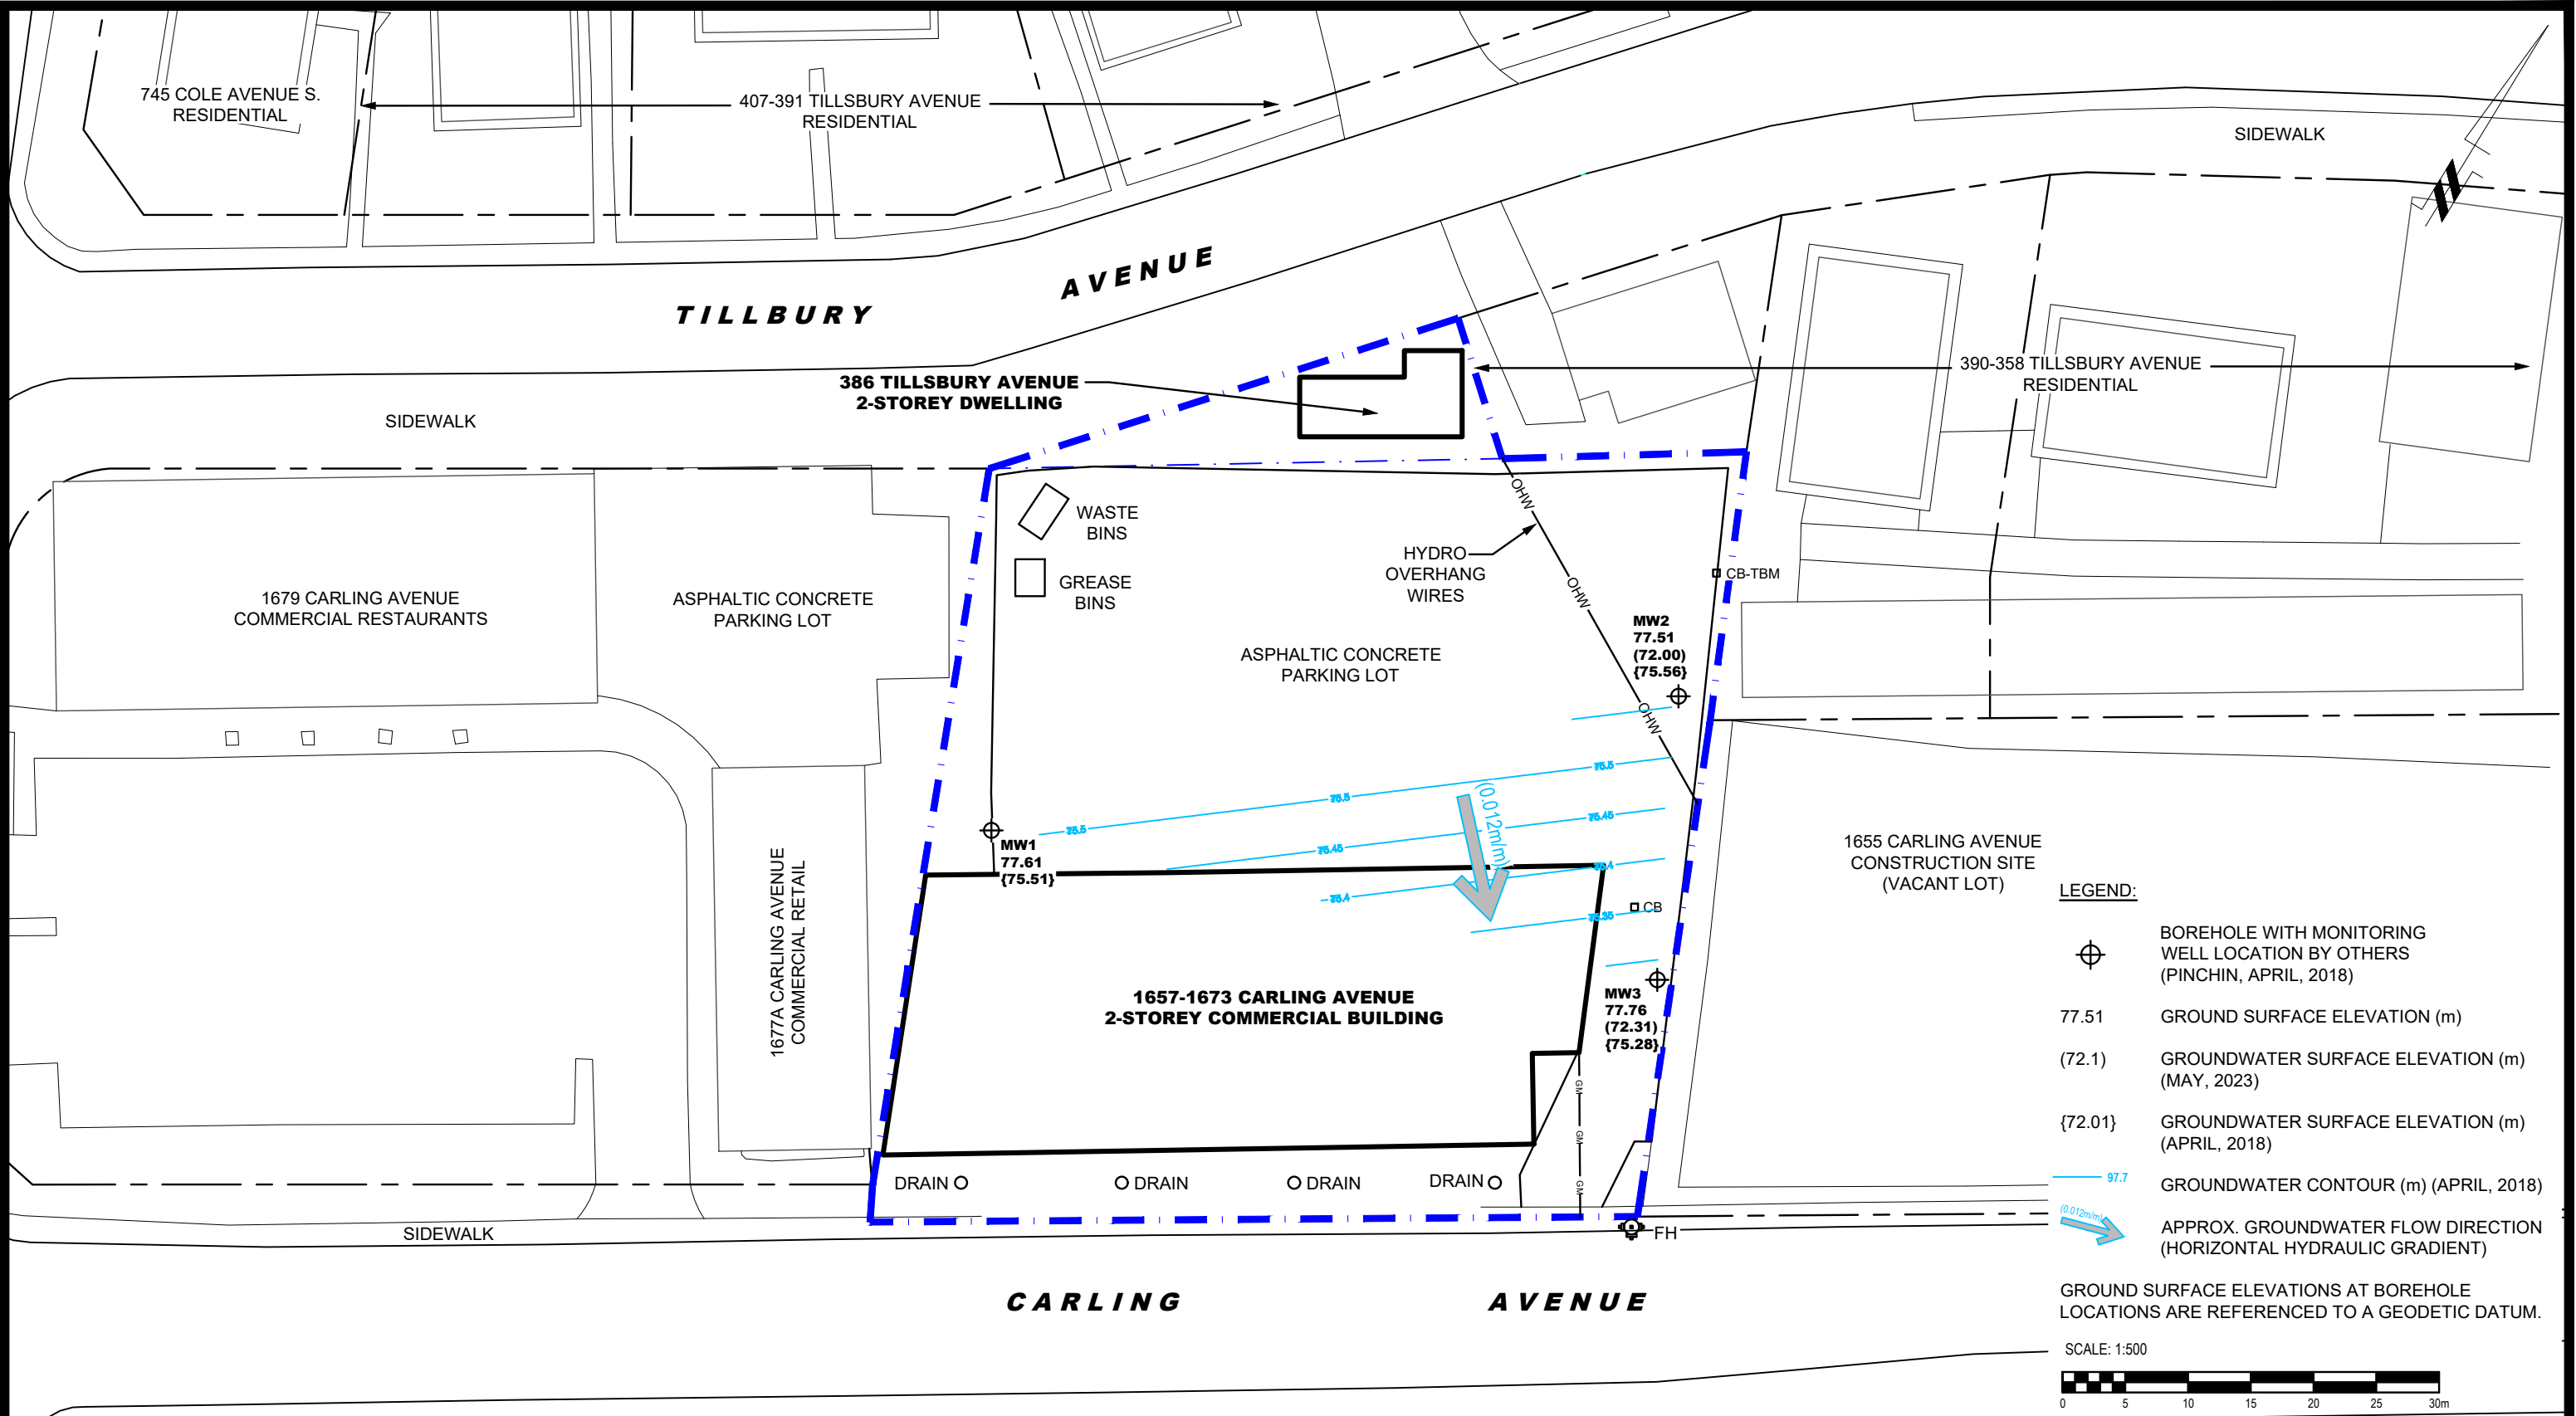 745 COLE AVENUE S.
RESIDENTIAL
407-391 TILLSBURY AVENUE
RESIDENTIAL
SIDEWALK
TILLBURY AVENUE
386 TILLSBURY AVENUE
2-STOREY DWELLING
390-358 TILLSBURY AVENUE
RESIDENTIAL
SIDEWALK
WASTE
BINS
GREASE
BINS
OHW
HYDRO
OVERHANG
WIRES
OHW
OHW
CB-TBM
1679 CARLING AVENUE
COMMERCIAL RESTAURANTS
ASPHALTIC CONCRETE
PARKING LOT
ASPHALTIC CONCRETE
PARKING LOT
MW2
77.51
(72.00)
{75.56}
75.5
75.5
75.5
75.45
75.45
75.4
75.4
75.35
(0.012m/m)
MW1
77.61
{75.51}
CB
1677A CARLING AVENUE
COMMERCIAL RETAIL
1655 CARLING AVENUE
CONSTRUCTION SITE
(VACANT LOT)
1657-1673 CARLING AVENUE
2-STOREY COMMERCIAL BUILDING
MW3
77.76
(72.31)
{75.28}
GM
GM
GM
DRAIN
DRAIN
DRAIN
DRAIN
SIDEWALK
FH
CARLING AVENUE
LEGEND:
BOREHOLE WITH MONITORING
WELL LOCATION BY OTHERS
(PINCHIN, APRIL, 2018)
77.51 GROUND SURFACE ELEVATION (m)
(72.1) GROUNDWATER SURFACE ELEVATION (m)
(MAY, 2023)
{72.01} GROUNDWATER SURFACE ELEVATION (m)
(APRIL, 2018)
97.7 GROUNDWATER CONTOUR (m) (APRIL, 2018)
(0.012m/m)
APPROX. GROUNDWATER FLOW DIRECTION
(HORIZONTAL HYDRAULIC GRADIENT)
GROUND SURFACE ELEVATIONS AT BOREHOLE
LOCATIONS ARE REFERENCED TO A GEODETIC DATUM.
SCALE: 1:500
0 5 10 15 20 25 30m